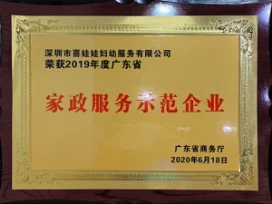 深圳市喜娃娃妇幼服务有限公司
荣获2019年度广东省
家政服务示范企业
广东省商务厅
2020年6月18日